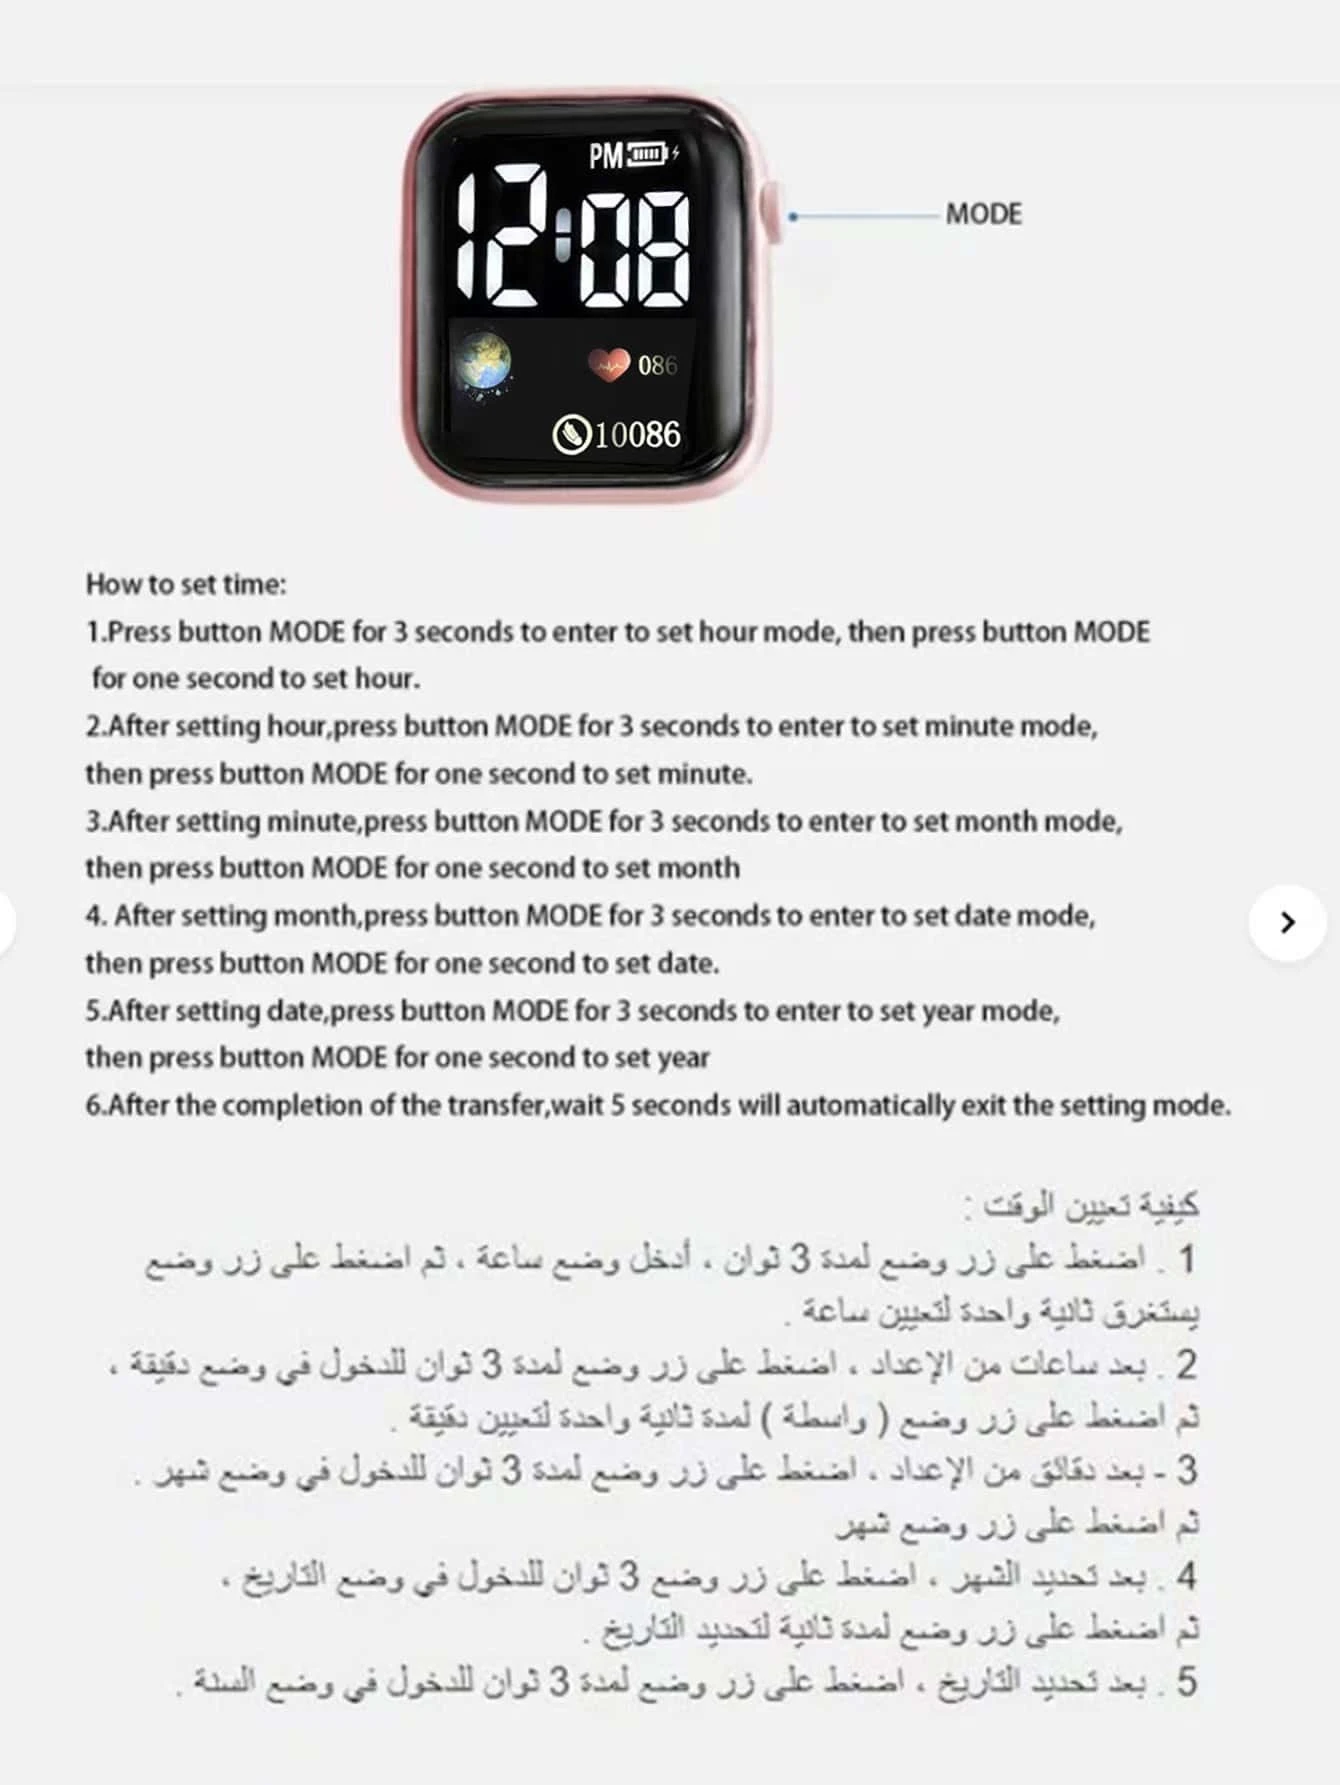 PM
12:08
MODE
086
10086
How to set time:
1.Press button MODE for 3 seconds to enter to set hour mode, then press button MODE
for one second to set hour.
2.After setting hour,press button MODE for 3 seconds to enter to set minute mode,
then press button MODE for one second to set minute.
3.After setting minute,press button MODE for 3 seconds to enter to set month mode,
then press button MODE for one second to set month
4. After setting month,press button MODE for 3 seconds to enter to set date mode,
then press button MODE for one second to set date.
5.After setting date,press button MODE for 3 seconds to enter to set year mode,
then press button MODE for one second to set year
6.After the completion of the transfer,wait 5 seconds will automatically exit the setting mode.
كيفية تعيين الوقت :
1 . اضغط على زر وضع لمدة 3 ثوان ، أدخل وضع ساعة ، ثم اضغط على زر وضع
يستغرق ثانية واحدة لتعيين ساعة .
2 . بعد ساعات من الإعداد ، اضغط على زر وضع لمدة 3 ثوان للدخول في وضع دقيقة ،
ثم اضغط على زر وضع ( واسطة ) لمدة ثانية واحدة لتعيين دقيقة .
3 - بعد دقائق من الإعداد ، اضغط على زر وضع لمدة 3 ثوان للدخول في وضع شهر .
ثم اضغط على زر وضع شهر
4 . بعد تحديد الشهر ، اضغط على زر وضع 3 ثوان للدخول في وضع التاريخ ،
ثم اضغط على زر وضع لمدة ثانية لتحديد التاريخ .
5 . بعد تحديد التاريخ ، اضغط على زر وضع لمدة 3 ثوان للدخول في وضع السنة .